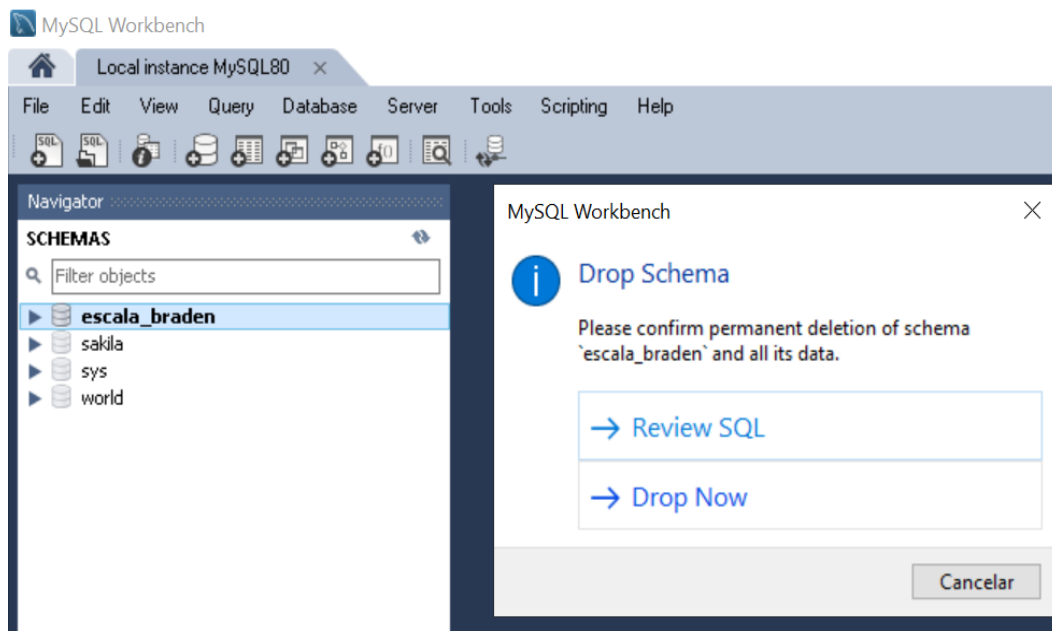 MySQL Workbench
Local instance MySQL80
File Edit View Query Database Server Tools Scripting Help
SQL SQL
Navigator
SCHEMAS
Filter objects
escala_braden
sakila
sys
world
MySQL Workbench
Drop Schema
Please confirm permanent deletion of schema
`escala_braden` and all its data.
Review SQL
Drop Now
Cancelar